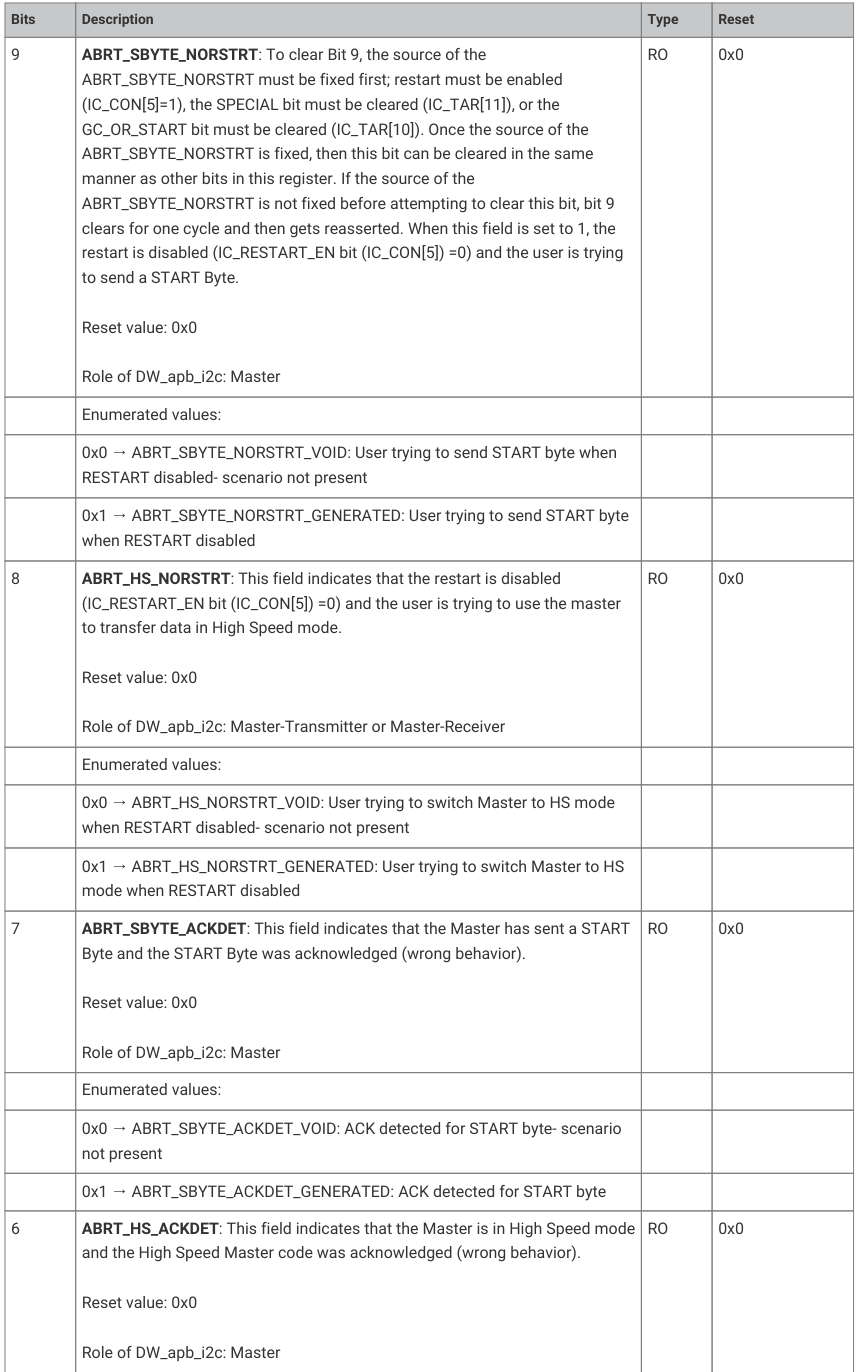 Bits Description Type Reset
9 ABRT_SBYTE_NORSTRT: To clear Bit 9, the source of the RO 0x0
ABRT_SBYTE_NORSTRT must be fixed first; restart must be enabled
(IC_CON[5]=1), the SPECIAL bit must be cleared (IC_TAR[11]), or the
GC_OR_START bit must be cleared (IC_TAR[10]). Once the source of the
ABRT_SBYTE_NORSTRT is fixed, then this bit can be cleared in the same
manner as other bits in this register. If the source of the
ABRT_SBYTE_NORSTRT is not fixed before attempting to clear this bit, bit 9
clears for one cycle and then gets reasserted. When this field is set to 1, the
restart is disabled (IC_RESTART_EN bit (IC_CON[5]) =0) and the user is trying
to send a START Byte.
Reset value: 0x0
Role of DW_apb_i2c: Master
Enumerated values:
0x0 → ABRT_SBYTE_NORSTRT_VOID: User trying to send START byte when
RESTART disabled- scenario not present
0x1 → ABRT_SBYTE_NORSTRT_GENERATED: User trying to send START byte
when RESTART disabled
8 ABRT_HS_NORSTRT: This field indicates that the restart is disabled RO 0x0
(IC_RESTART_EN bit (IC_CON[5]) =0) and the user is trying to use the master
to transfer data in High Speed mode.
Reset value: 0x0
Role of DW_apb_i2c: Master-Transmitter or Master-Receiver
Enumerated values:
0x0 → ABRT_HS_NORSTRT_VOID: User trying to switch Master to HS mode
when RESTART disabled- scenario not present
0x1 → ABRT_HS_NORSTRT_GENERATED: User trying to switch Master to HS
mode when RESTART disabled
7 ABRT_SBYTE_ACKDET: This field indicates that the Master has sent a START RO 0x0
Byte and the START Byte was acknowledged (wrong behavior).
Reset value: 0x0
Role of DW_apb_i2c: Master
Enumerated values:
0x0 → ABRT_SBYTE_ACKDET_VOID: ACK detected for START byte- scenario
not present
0x1 → ABRT_SBYTE_ACKDET_GENERATED: ACK detected for START byte
6 ABRT_HS_ACKDET: This field indicates that the Master is in High Speed mode RO 0x0
and the High Speed Master code was acknowledged (wrong behavior).
Reset value: 0x0
Role of DW_apb_i2c: Master